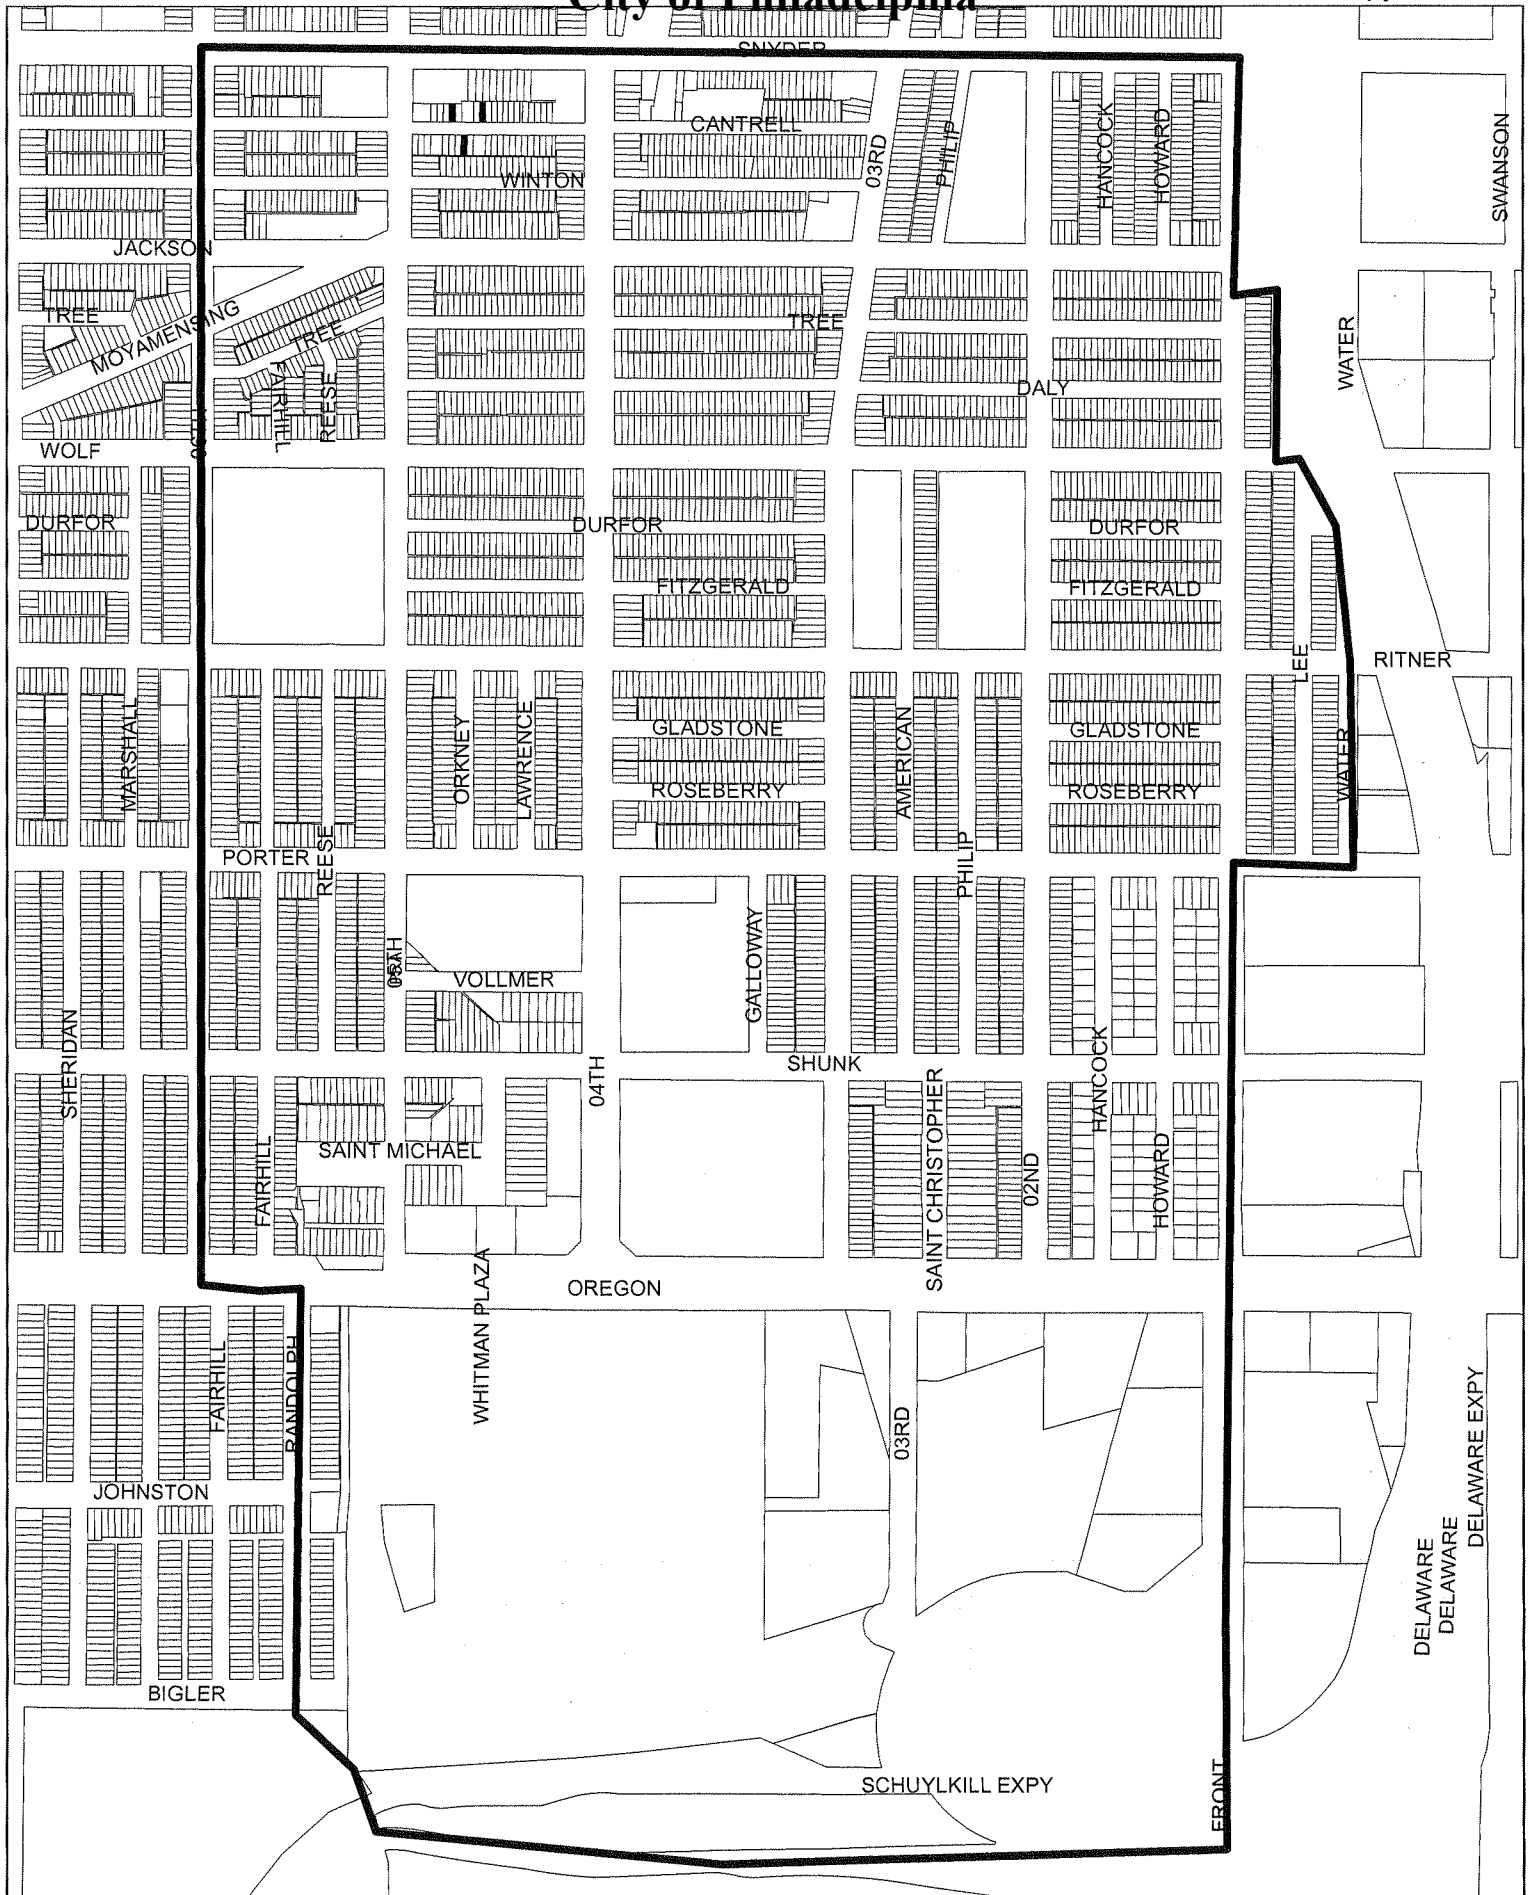 City of Philadelphia
SNYDER
CANTRELL
03RD
PHILIP
HANCOCK
HOWARD
SWANSON
WINTON
JACKSON
TREE
MOYAMENSING
TREE
FAIRHILL
REESE
TREE
WATER
DALY
WOLF
DURFOR
DURFOR
DURFOR
FITZGERALD
FITZGERALD
LEE
RITNER
MARSHALL
ORKNEY
LAWRENCE
GLADSTONE
AMERICAN
GLADSTONE
WATER
ROSEBERRY
ROSEBERRY
PORTER
REESE
PHILIP
VOLLMER
GALLOWAY
SHERIDAN
04TH
SHUNK
HANCOCK
FAIRHILL
SAINT MICHAEL
SAINT CHRISTOPHER
02ND
HOWARD
WHITMAN PLAZA
OREGON
FAIRHILL
RANDOLPH
03RD
DELAWARE EXPY
JOHNSTON
DELAWARE
DELAWARE
BIGLER
SCHUYLKILL EXPY
FRONT